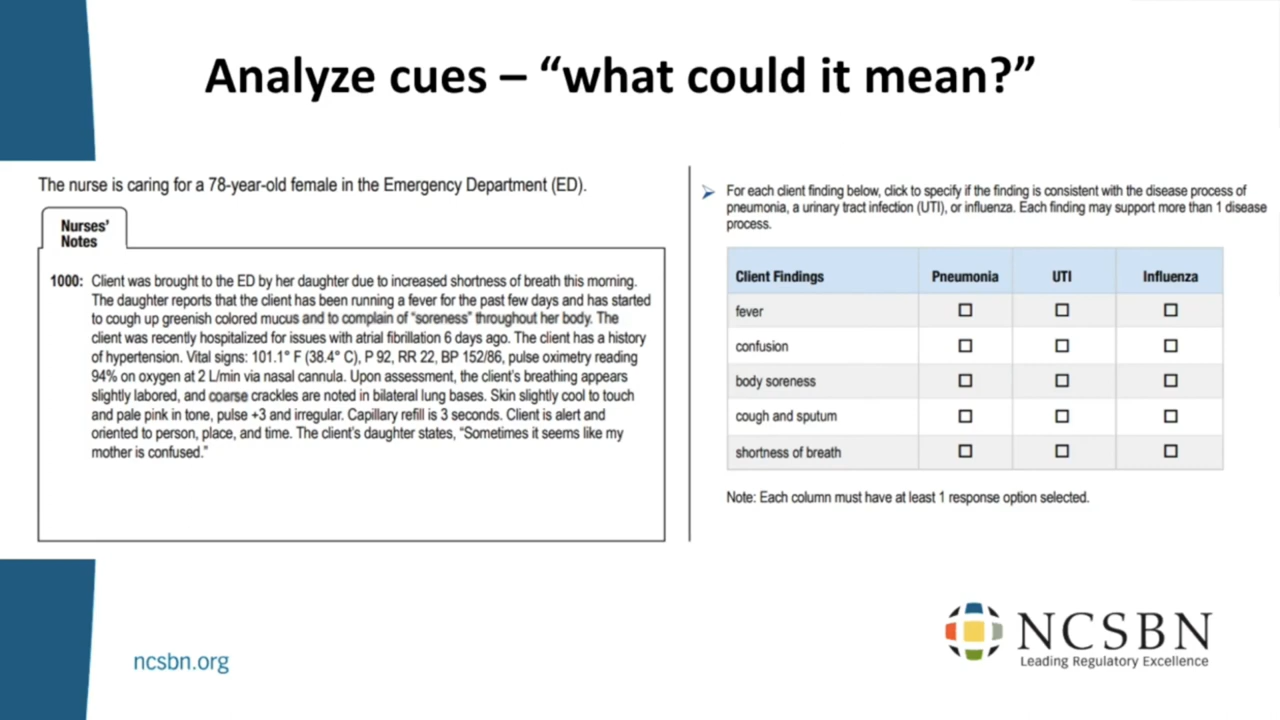 Analyze cues – “what could it mean?”
The nurse is caring for a 78-year-old female in the Emergency Department (ED).
Nurses'
Notes
1000: Client was brought to the ED by her daughter due to increased shortness of breath this morning.
The daughter reports that the client has been running a fever for the past few days and has started
to cough up greenish colored mucus and to complain of “soreness” throughout her body. The
client was recently hospitalized for issues with atrial fibrillation 6 days ago. The client has a history
of hypertension. Vital signs: 101.1° F (38.4° C), P 92, RR 22, BP 152/86, pulse oximetry reading
94% on oxygen at 2 L/min via nasal cannula. Upon assessment, the client's breathing appears
slightly labored, and coarse crackles are noted in bilateral lung bases. Skin slightly cool to touch
and pale pink in tone, pulse +3 and irregular. Capillary refill is 3 seconds. Client is alert and
oriented to person, place, and time. The client's daughter states, “Sometimes it seems like my
mother is confused.”
For each client finding below, click to specify if the finding is consistent with the disease process of
pneumonia, a urinary tract infection (UTI), or influenza. Each finding may support more than 1 disease
process.
Client Findings Pneumonia UTI Influenza
fever
confusion
body soreness
cough and sputum
shortness of breath
Note: Each column must have at least 1 response option selected.
ncsbn.org
NCSBN
Leading Regulatory Excellence